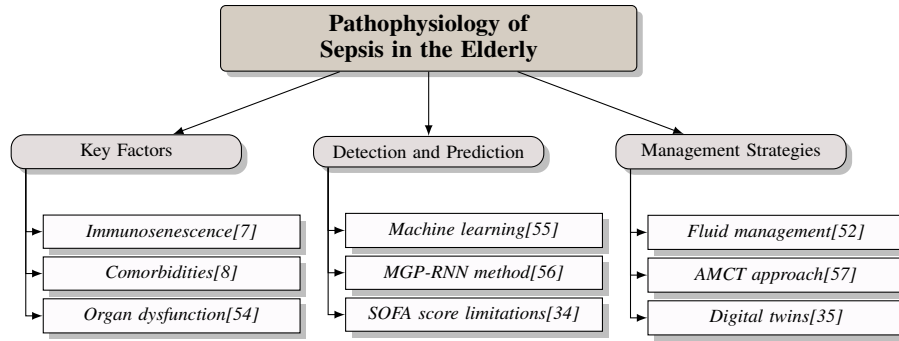 Pathophysiology of
Sepsis in the Elderly
Key Factors
Immunosenescence[7]
Comorbidities[8]
Organ dysfunction[54]
Detection and Prediction
Machine learning[55]
MGP-RNN method[56]
SOFA score limitations[34]
Management Strategies
Fluid management[52]
AMCT approach[57]
Digital twins[35]